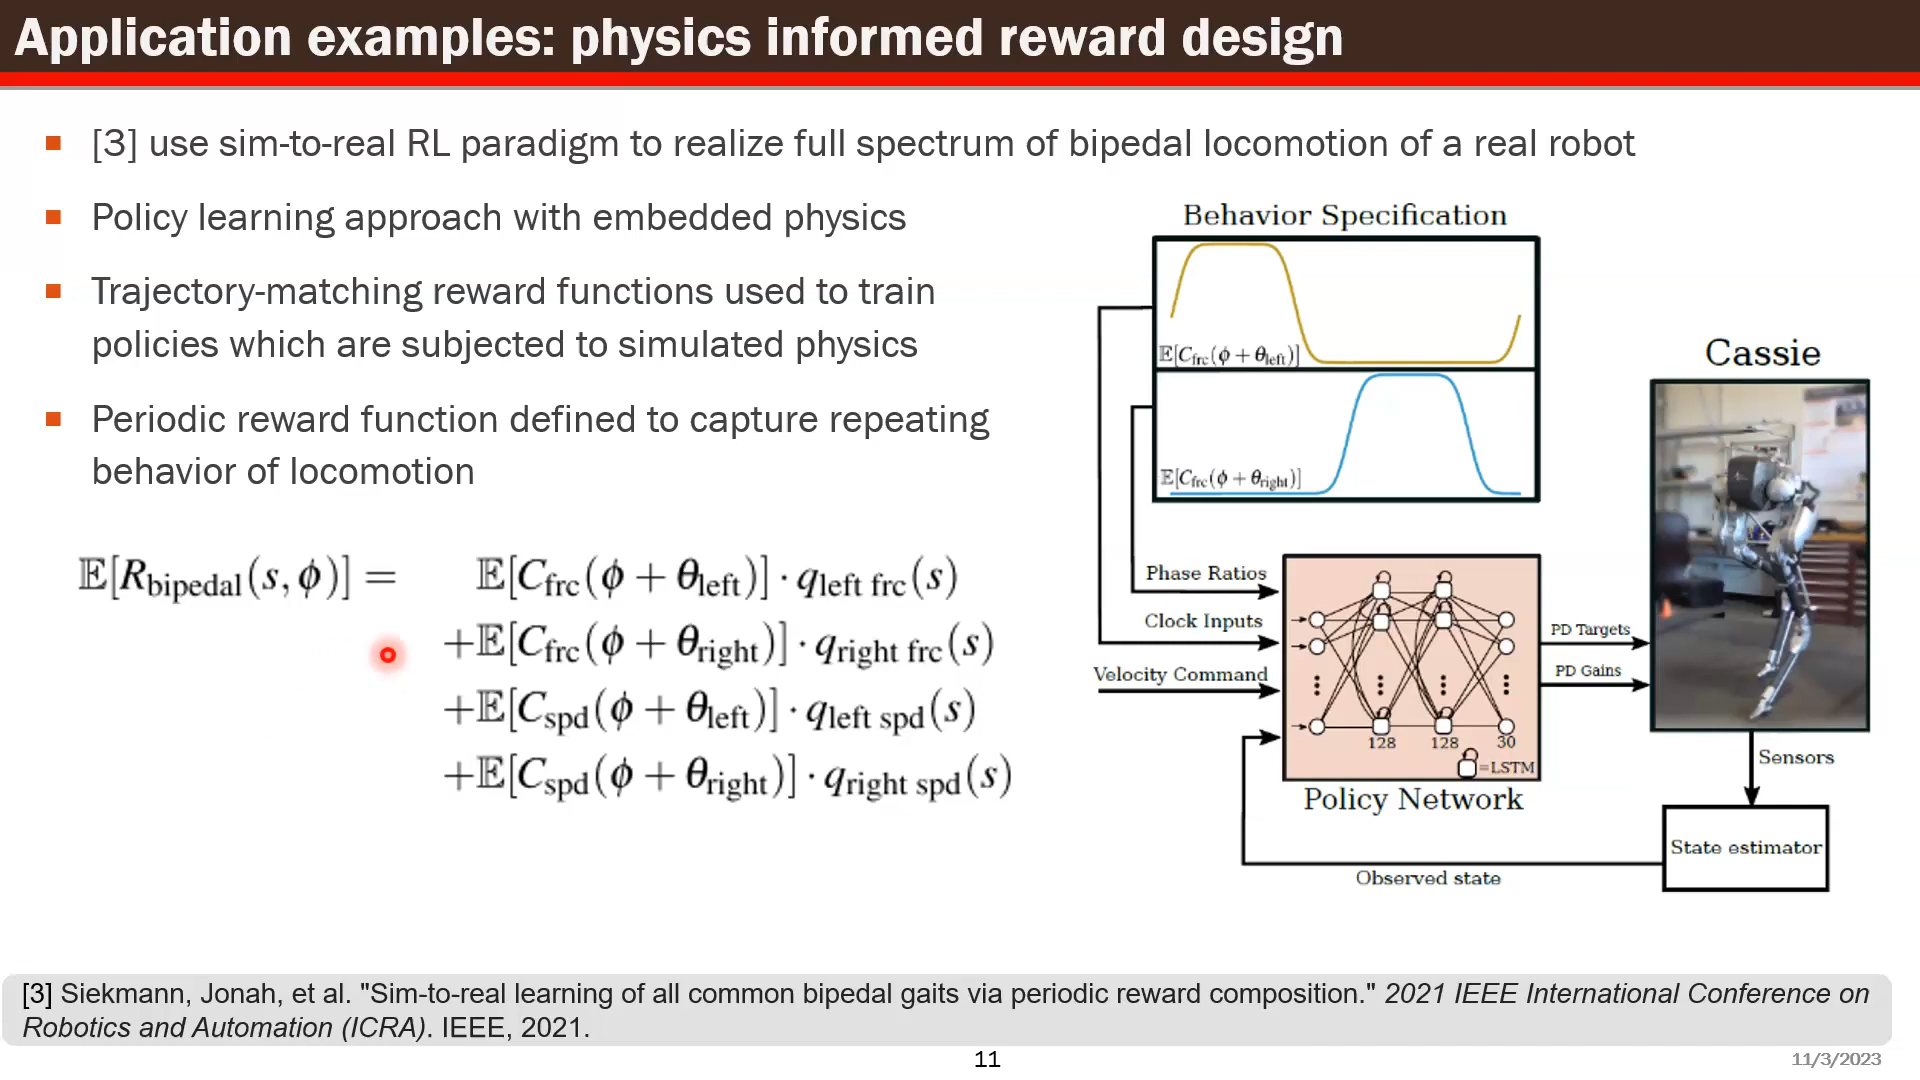 Application examples: physics informed reward design
[3] use sim-to-real RL paradigm to realize full spectrum of bipedal locomotion of a real robot
Policy learning approach with embedded physics
Trajectory-matching reward functions used to train
policies which are subjected to simulated physics
Periodic reward function defined to capture repeating
behavior of locomotion
𝔼[R_bipedal(s, ϕ)] = 𝔼[C_frc(ϕ + θ_left)] · q_left frc(s)
+𝔼[C_frc(ϕ + θ_right)] · q_right frc(s)
+𝔼[C_spd(ϕ + θ_left)] · q_left spd(s)
+𝔼[C_spd(ϕ + θ_right)] · q_right spd(s)
Behavior Specification
𝔼[C_frc(ϕ + θ_left)]
𝔼[C_frc(ϕ + θ_right)]
Cassie
Phase Ratios
Clock Inputs
Velocity Command
128 128 30
=LSTM
Policy Network
PD Targets
PD Gains
Sensors
State estimator
Observed state
[3] Siekmann, Jonah, et al. "Sim-to-real learning of all common bipedal gaits via periodic reward composition." 2021 IEEE International Conference on
Robotics and Automation (ICRA). IEEE, 2021.
11
11/3/2023